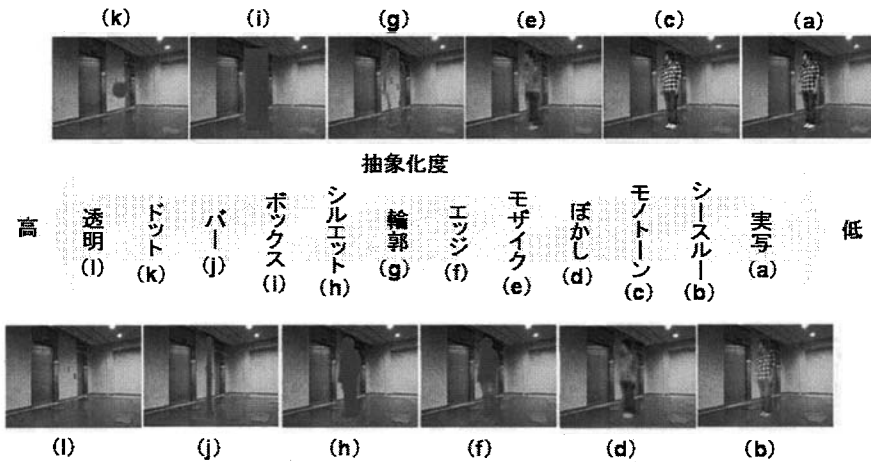 (k) (i) (g) (e) (c) (a)
抽象化度
高
透明(l)
ドット(k)
バー(j)
ボックス(i)
シルエット(h)
輪郭(g)
エッジ(f)
モザイク(e)
ぼかし(d)
モノトーン(c)
シースルー(b)
実写(a)
低
(l) (j) (h) (f) (d) (b)